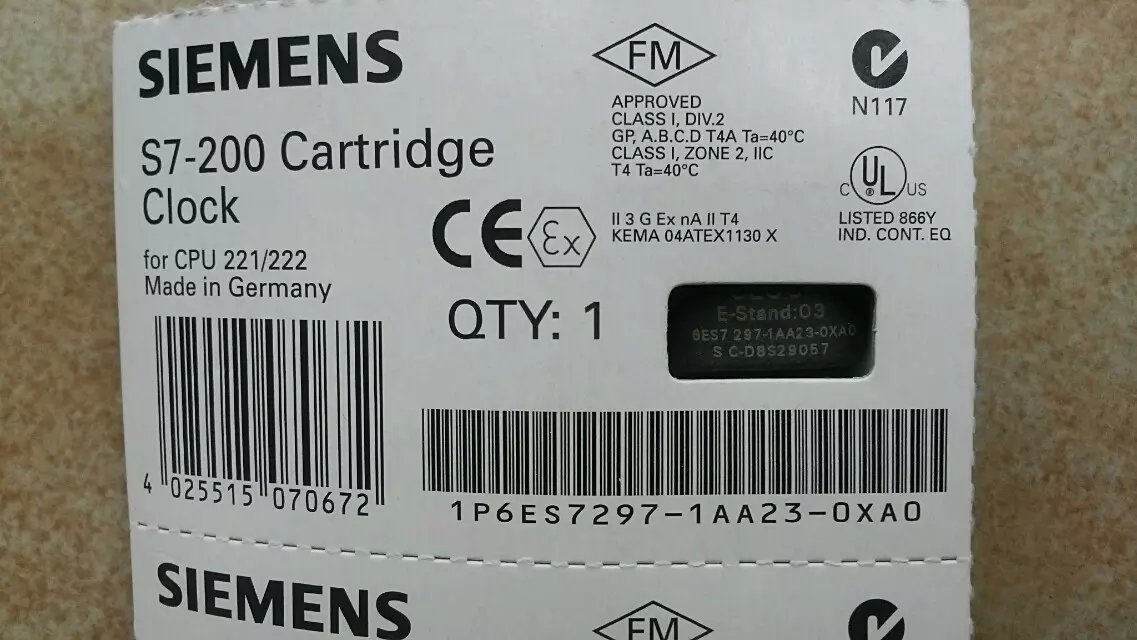 SIEMENS
S7-200 Cartridge
Clock
for CPU 221/222
Made in Germany
FM
APPROVED
CLASS I, DIV.2
GP, A.B.C.D T4A Ta=40°C
CLASS I, ZONE 2, IIC
T4 Ta=40°C
N117
C UL US
LISTED 866Y
IND. CONT. EQ
CE Ex
II 3 G Ex nA II T4
KEMA 04ATEX1130 X
QTY: 1
E-Stand:03
6ES7 297-1AA23-0XA0
S C-D8S29057
4 025515 070672
1P6ES7297-1AA23-0XA0
SIEMENS
FM